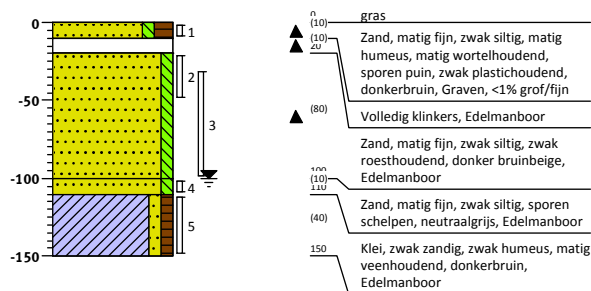 0
-50
-100
-150
1
2
3
4
5
0
gras
(10)
Zand, matig fijn, zwak siltig, matig
humeus, matig wortelhoudend,
sporen puin, zwak plastichoudend,
donkerbruin, Graven, <1% grof/fijn
(10)
20
Volledig klinkers, Edelmanboor
(80)
Zand, matig fijn, zwak siltig, zwak
roesthoudend, donker bruinbeige,
Edelmanboor
100
(10)
110
Zand, matig fijn, zwak siltig, sporen
schelpen, neutraalgrijs, Edelmanboor
(40)
150
Klei, zwak zandig, zwak humeus, matig
veenhoudend, donkerbruin,
Edelmanboor